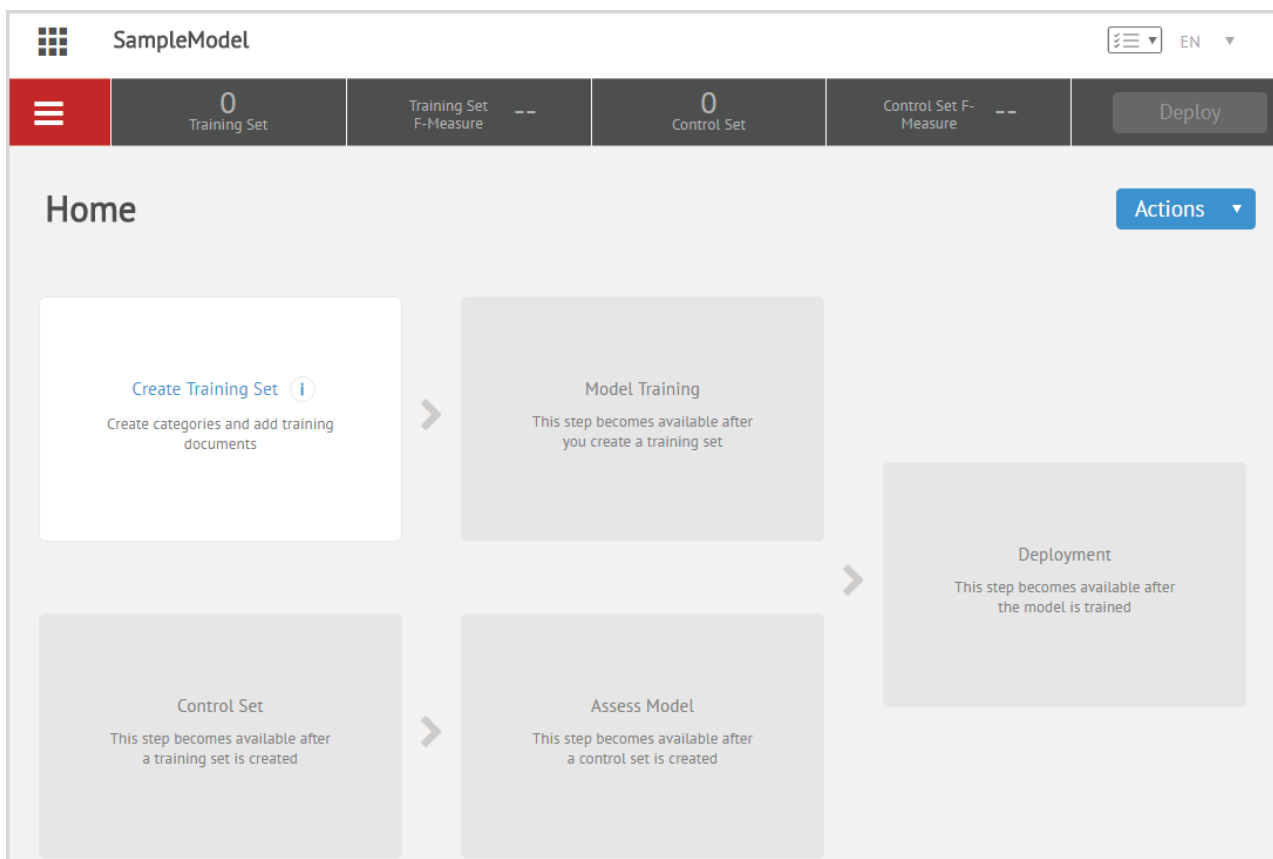 SampleModel
EN
0
Training Set
Training Set
F-Measure
--
0
Control Set
Control Set F-
Measure
--
Deploy
Home
Actions
Create Training Set i
Create categories and add training
documents
Model Training
This step becomes available after
you create a training set
Deployment
This step becomes available after
the model is trained
Control Set
This step becomes available after
a training set is created
Assess Model
This step becomes available after
a control set is created